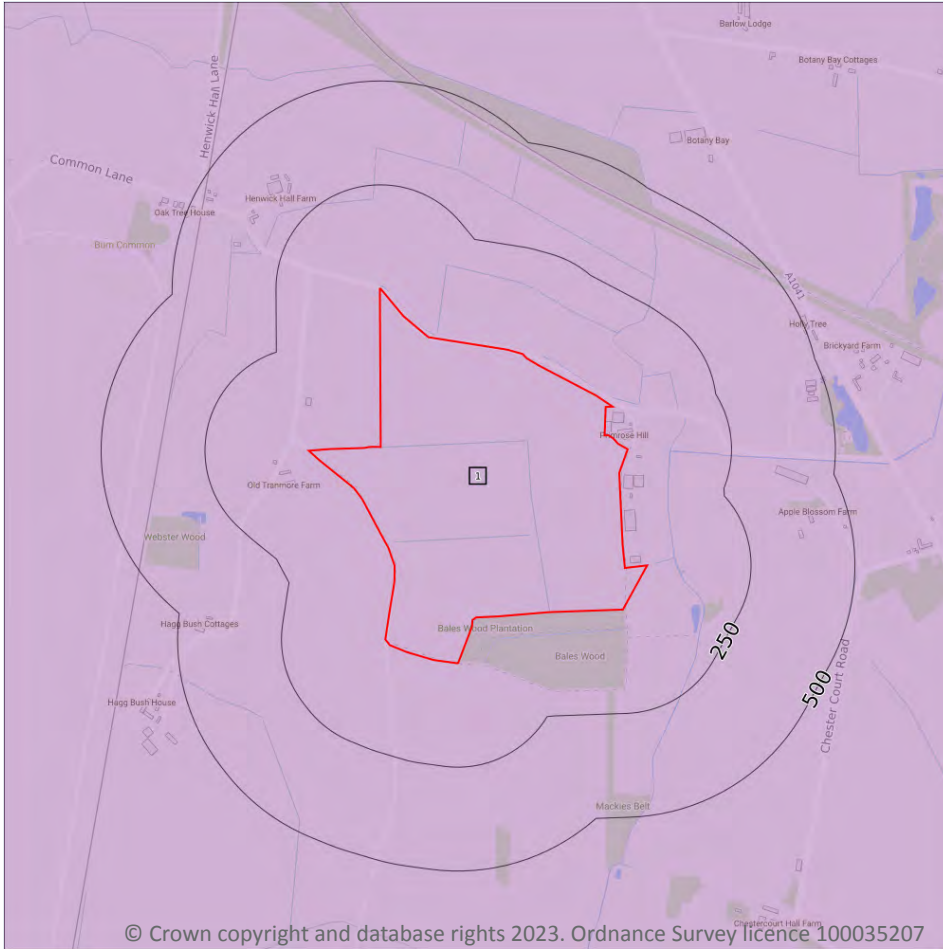 Barlow Lodge
Botany Bay Cottages
Henwick Hall Lane
Botany Bay
Common Lane
Henwick Hall Farm
Oak Tree House
Burn Common
A1041
Holly Tree
Brickyard Farm
Primrose Hill
1
Old Tranmore Farm
Apple Blossom Farm
Webster Wood
Hagg Bush Cottages
Bales Wood Plantation
250
Bales Wood
500
Chester Court Road
Hagg Bush House
Mackies Belt
Chestercourt Hall Farm
© Crown copyright and database rights 2023. Ordnance Survey licence 100035207